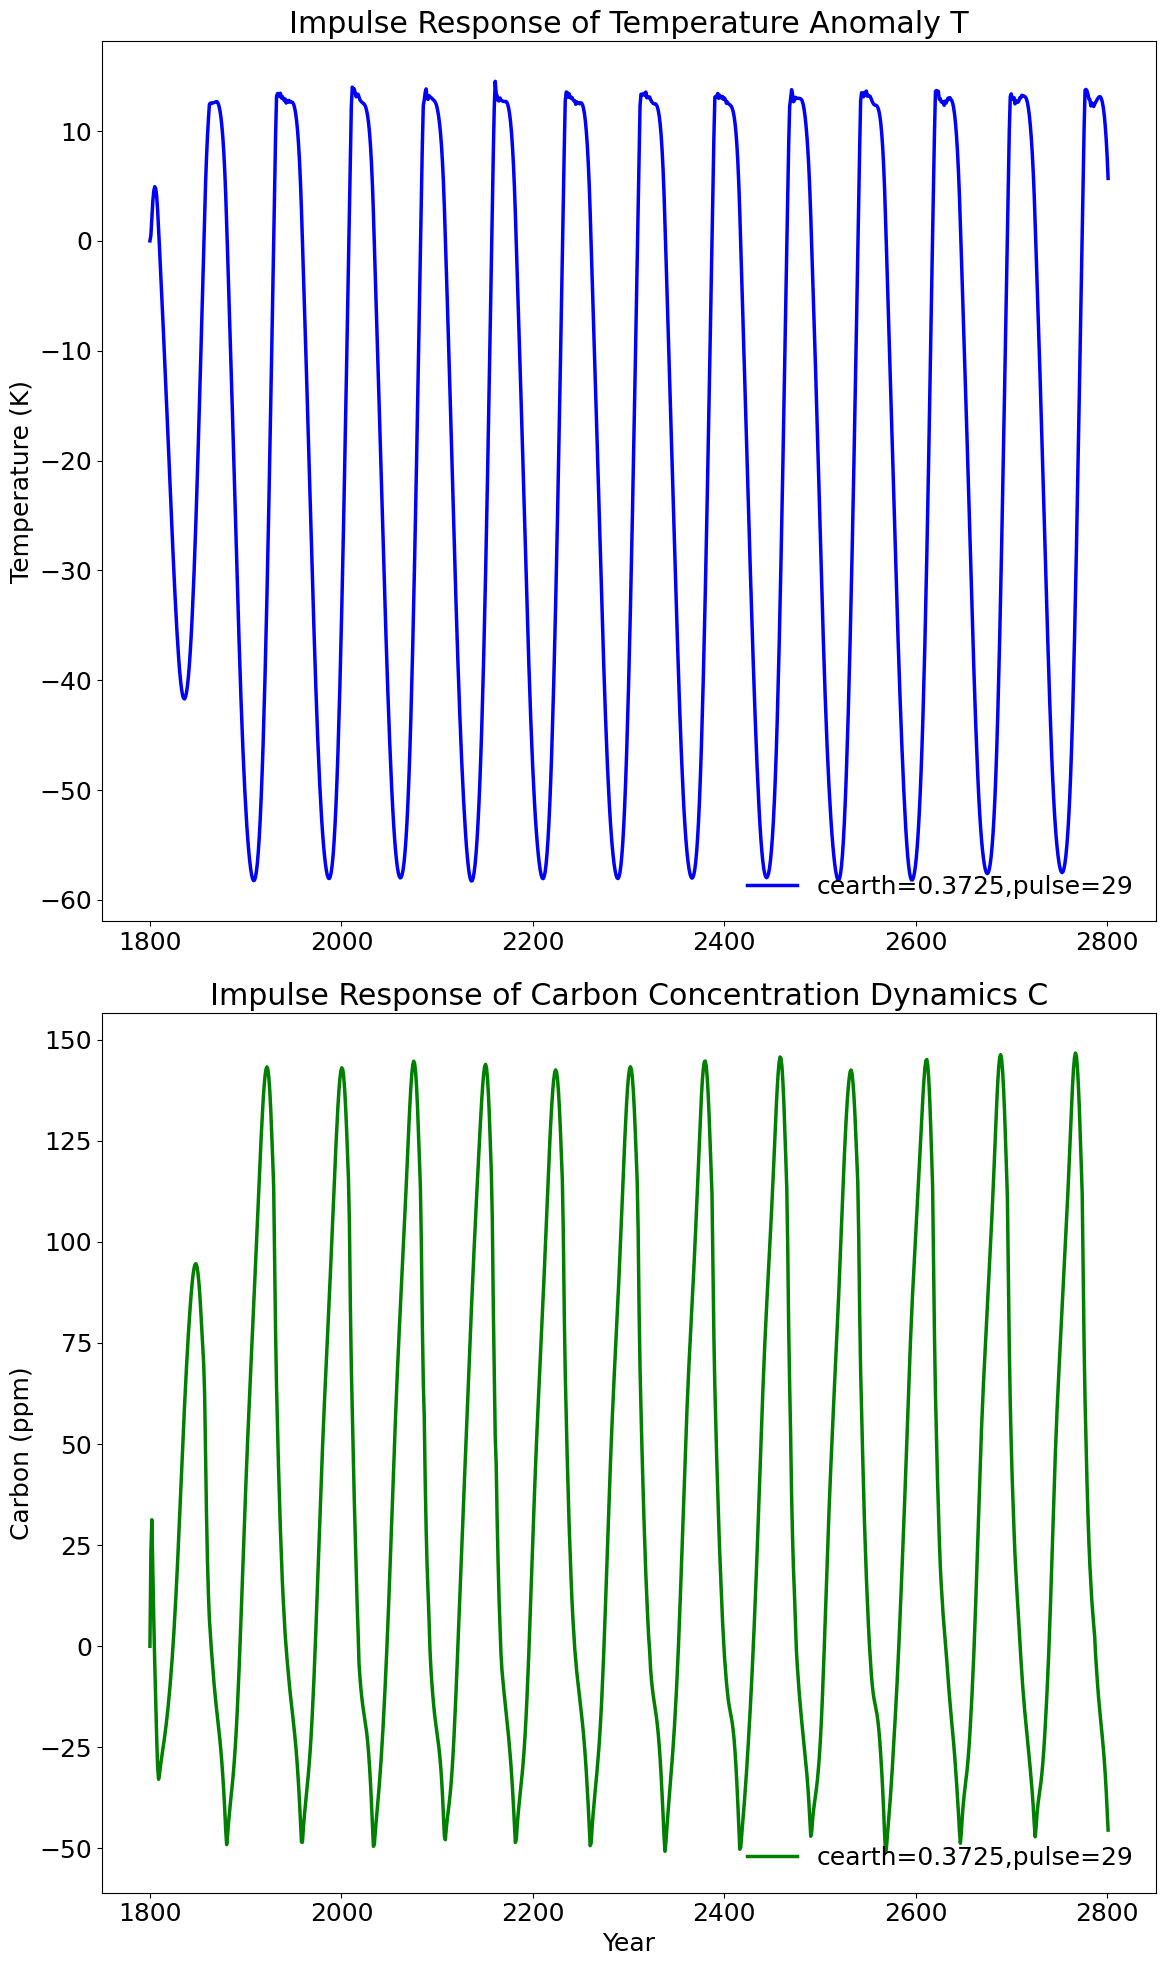 Impulse Response of Temperature Anomaly T
Temperature (K)
10
0
−10
−20
−30
−40
−50
−60
cearth=0.3725,pulse=29
1800 2000 2200 2400 2600 2800
Impulse Response of Carbon Concentration Dynamics C
Carbon (ppm)
150
125
100
75
50
25
0
−25
−50
cearth=0.3725,pulse=29
1800 2000 2200 2400 2600 2800
Year